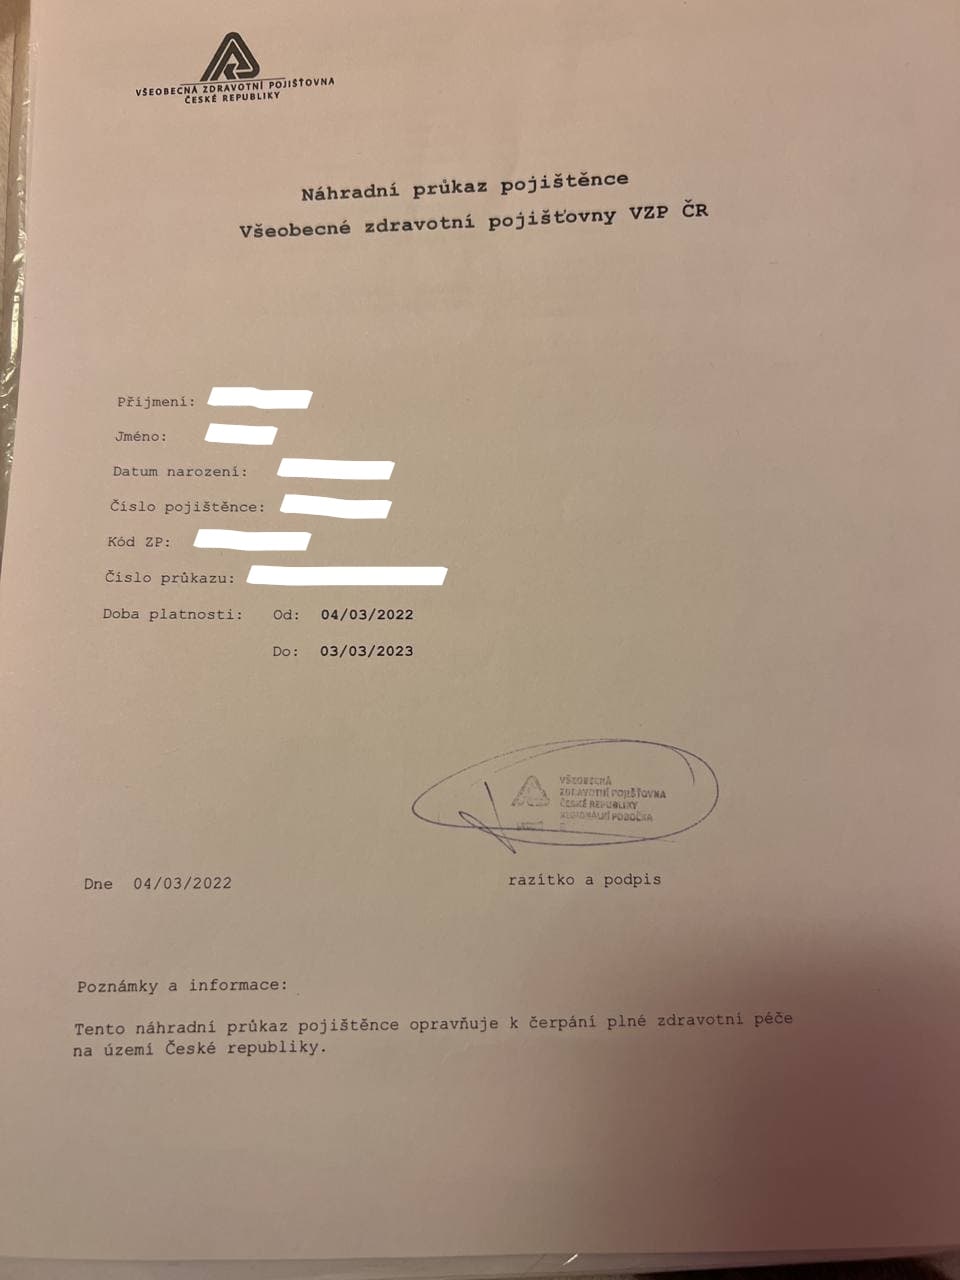 VŠEOBECNÁ ZDRAVOTNÍ POJIŠŤOVNA
ČESKÉ REPUBLIKY
Náhradní průkaz pojištěnce
Všeobecné zdravotní pojišťovny VZP ČR
Příjmení:
Jméno:
Datum narození:
Číslo pojištěnce:
Kód ZP:
Číslo průkazu:
Doba platnosti: Od: 04/03/2022
Do: 03/03/2023
VŠEOBECNÁ
ZDRAVOTNÍ POJIŠŤOVNA
ČESKÉ REPUBLIKY
REGIONÁLNÍ POBOČKA
Dne 04/03/2022
razítko a podpis
Poznámky a informace:
Tento náhradní průkaz pojištěnce opravňuje k čerpání plné zdravotní péče
na území České republiky.